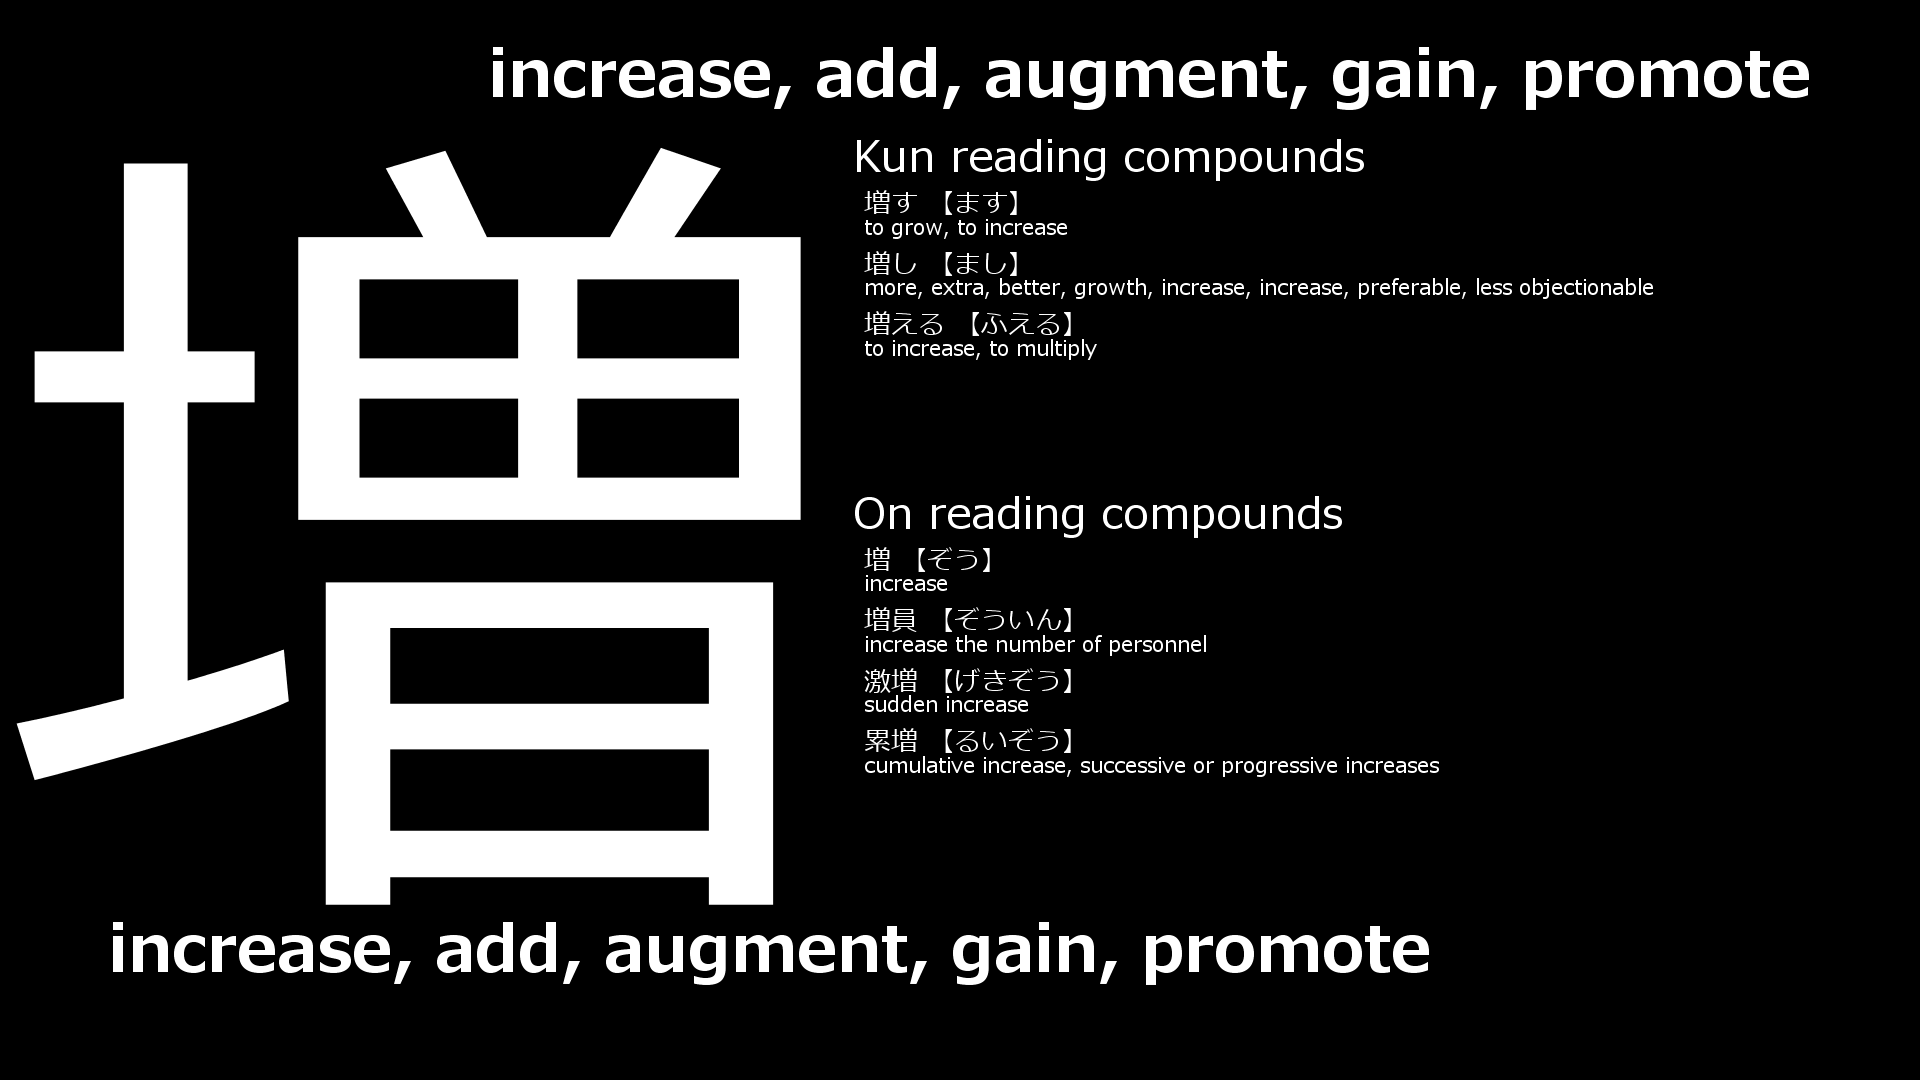 increase, add, augment, gain, promote
増
Kun reading compounds
増す 【ます】
to grow, to increase
増し 【まし】
more, extra, better, growth, increase, increase, preferable, less objectionable
増える 【ふえる】
to increase, to multiply
On reading compounds
増 【ぞう】
increase
増員 【ぞういん】
increase the number of personnel
激増 【げきぞう】
sudden increase
累増 【るいぞう】
cumulative increase, successive or progressive increases
increase, add, augment, gain, promote